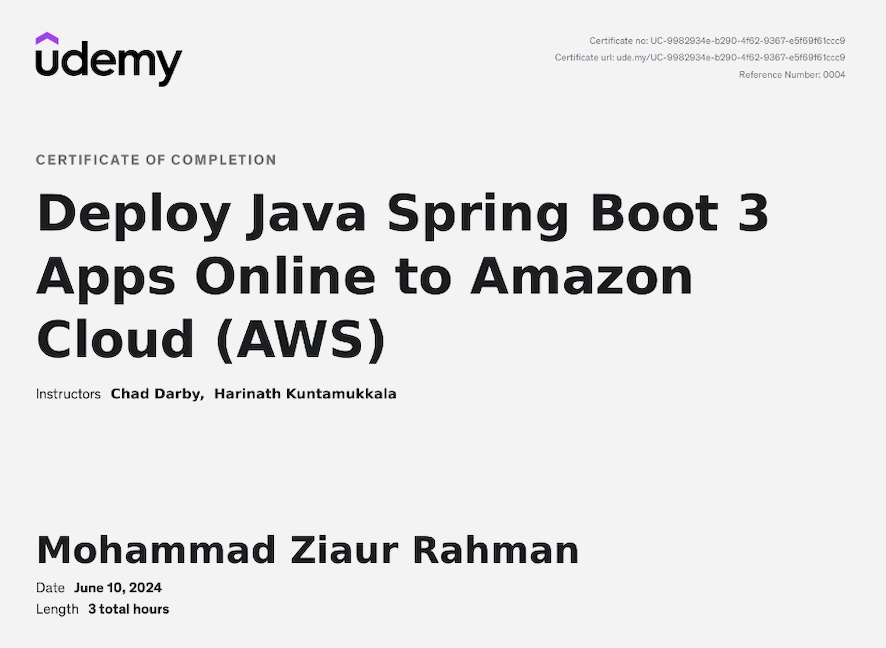 udemy
Certificate no: UC-9982934e-b290-4f62-9367-e5f69f61ccc9
Certificate url: ude.my/UC-9982934e-b290-4f62-9367-e5f69f61ccc9
Reference Number: 0004
CERTIFICATE OF COMPLETION
Deploy Java Spring Boot 3
Apps Online to Amazon
Cloud (AWS)
Instructors Chad Darby, Harinath Kuntamukkala
Mohammad Ziaur Rahman
Date June 10, 2024
Length 3 total hours